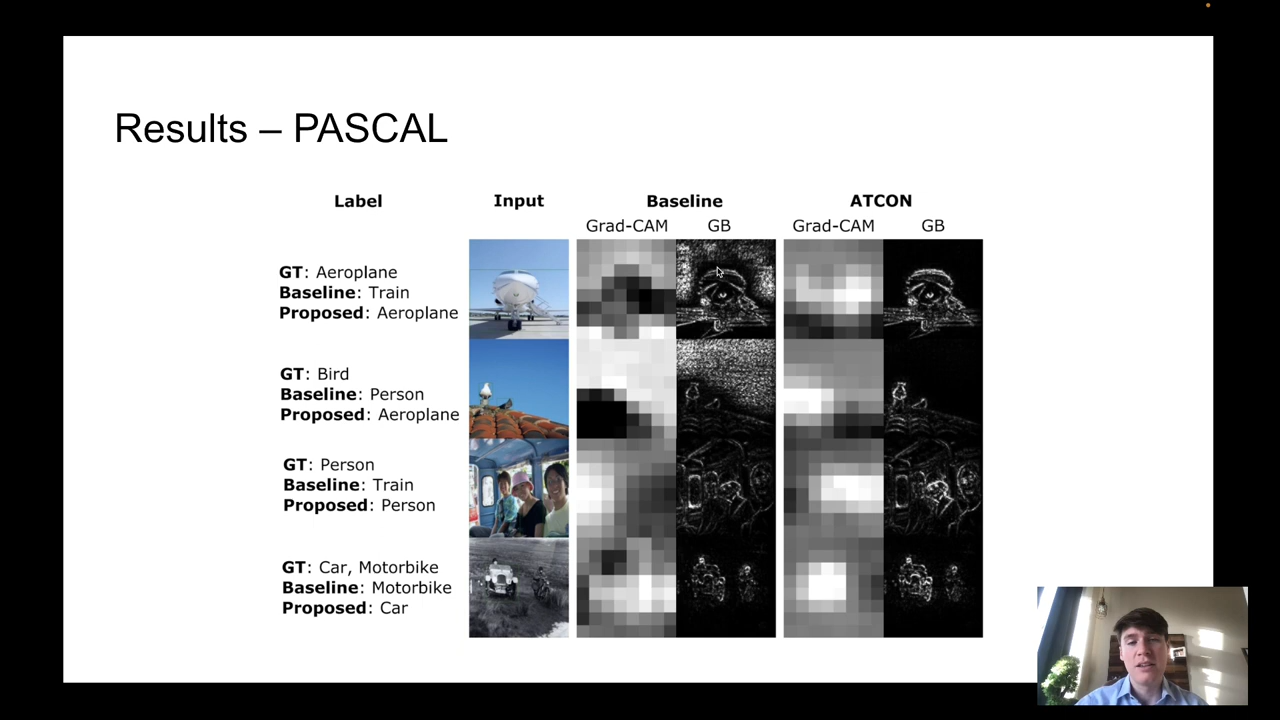 Results – PASCAL
Label Input Baseline ATCON
Grad-CAM GB Grad-CAM GB
GT: Aeroplane
Baseline: Train
Proposed: Aeroplane
GT: Bird
Baseline: Person
Proposed: Aeroplane
GT: Person
Baseline: Train
Proposed: Person
GT: Car, Motorbike
Baseline: Motorbike
Proposed: Car